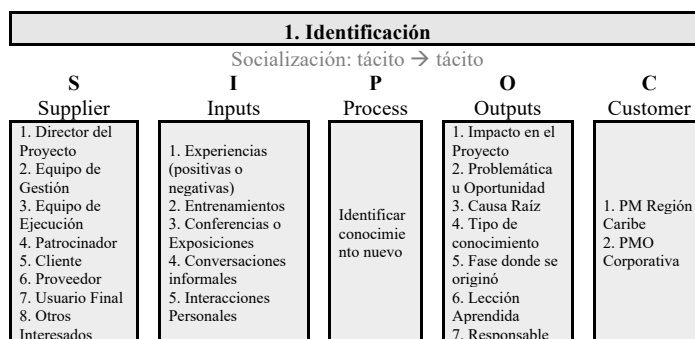 1. Identificación
Socialización: tácito → tácito
S
Supplier
1. Director del
Proyecto
2. Equipo de
Gestión
3. Equipo de
Ejecución
4. Patrocinador
5. Cliente
6. Proveedor
7. Usuario Final
8. Otros
Interesados
I
Inputs
1. Experiencias
(positivas o
negativas)
2. Entrenamientos
3. Conferencias o
Exposiciones
4. Conversaciones
informales
5. Interacciones
Personales
P
Process
Identificar
conocimie
nto nuevo
O
Outputs
1. Impacto en el
Proyecto
2. Problemática
u Oportunidad
3. Causa Raíz
4. Tipo de
conocimiento
5. Fase donde se
originó
6. Lección
Aprendida
7. Responsable
C
Customer
1. PM Región
Caribe
2. PMO
Corporativa